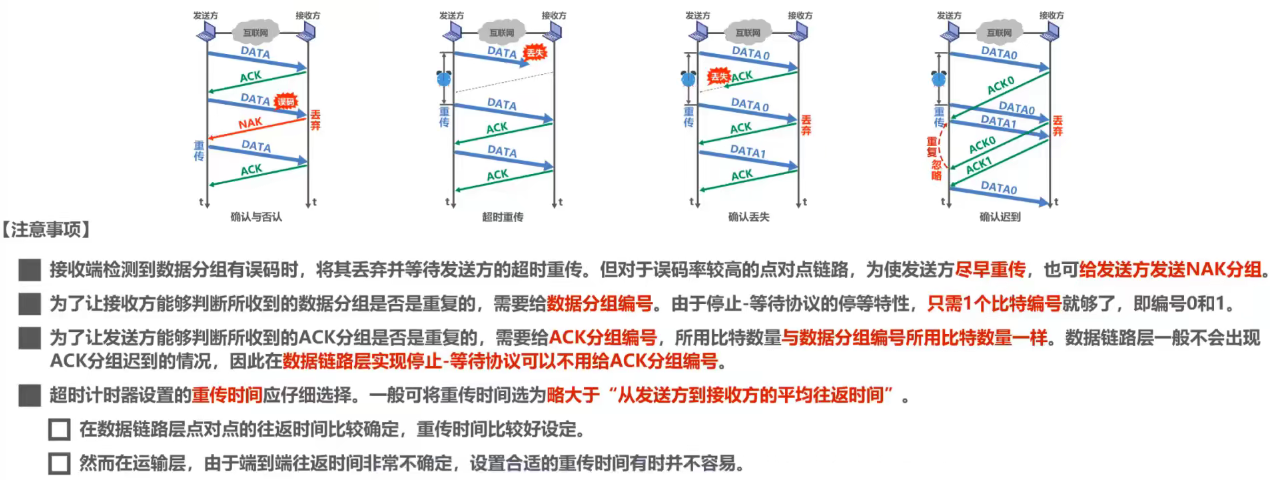 发送方 接收方
互联网
DATA
ACK
DATA 误码
NAK 丢弃
重传
DATA
ACK
t t
确认与否认
发送方 接收方
互联网
DATA 丢失
重传
DATA
ACK
DATA
ACK
t t
超时重传
发送方 接收方
互联网
DATA 0
丢失 ACK
重传
DATA 0
ACK 丢弃
DATA1
ACK
t t
确认丢失
发送方 接收方
互联网
DATA0
ACK0
重传
DATA0
DATA1 丢弃
重复 忽略
ACK0
ACK1
DATA0
t t
确认迟到
【注意事项】
接收端检测到数据分组有误码时，将其丢弃并等待发送方的超时重传。但对于误码率较高的点对点链路，为使发送方尽早重传，也可给发送方发送NAK分组。
为了让接收方能够判断所收到的数据分组是否是重复的，需要给数据分组编号。由于停止-等待协议的停等特性，只需1个比特编号就够了，即编号0和1。
为了让发送方能够判断所收到的ACK分组是否是重复的，需要给ACK分组编号，所用比特数量与数据分组编号所用比特数量一样。数据链路层一般不会出现
ACK分组迟到的情况，因此在数据链路层实现停止-等待协议可以不用给ACK分组编号。
超时计时器设置的重传时间应仔细选择。一般可将重传时间选为略大于“从发送方到接收方的平均往返时间”。
在数据链路层点对点的往返时间比较确定，重传时间比较好设定。
然而在运输层，由于端到端往返时间非常不确定，设置合适的重传时间有时并不容易。